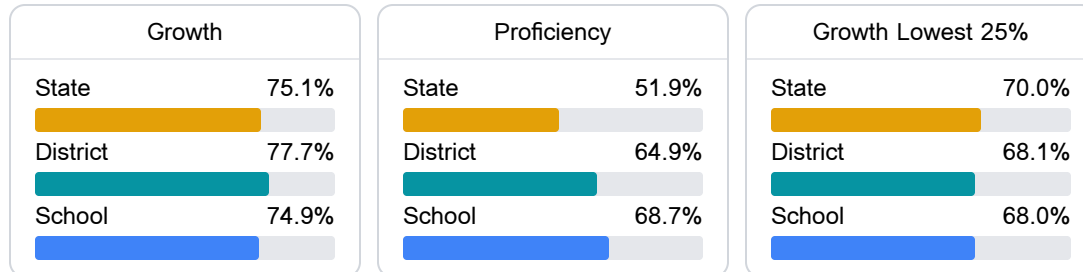 Growth
State 75.1%
District 77.7%
School 74.9%
Proficiency
State 51.9%
District 64.9%
School 68.7%
Growth Lowest 25%
State 70.0%
District 68.1%
School 68.0%